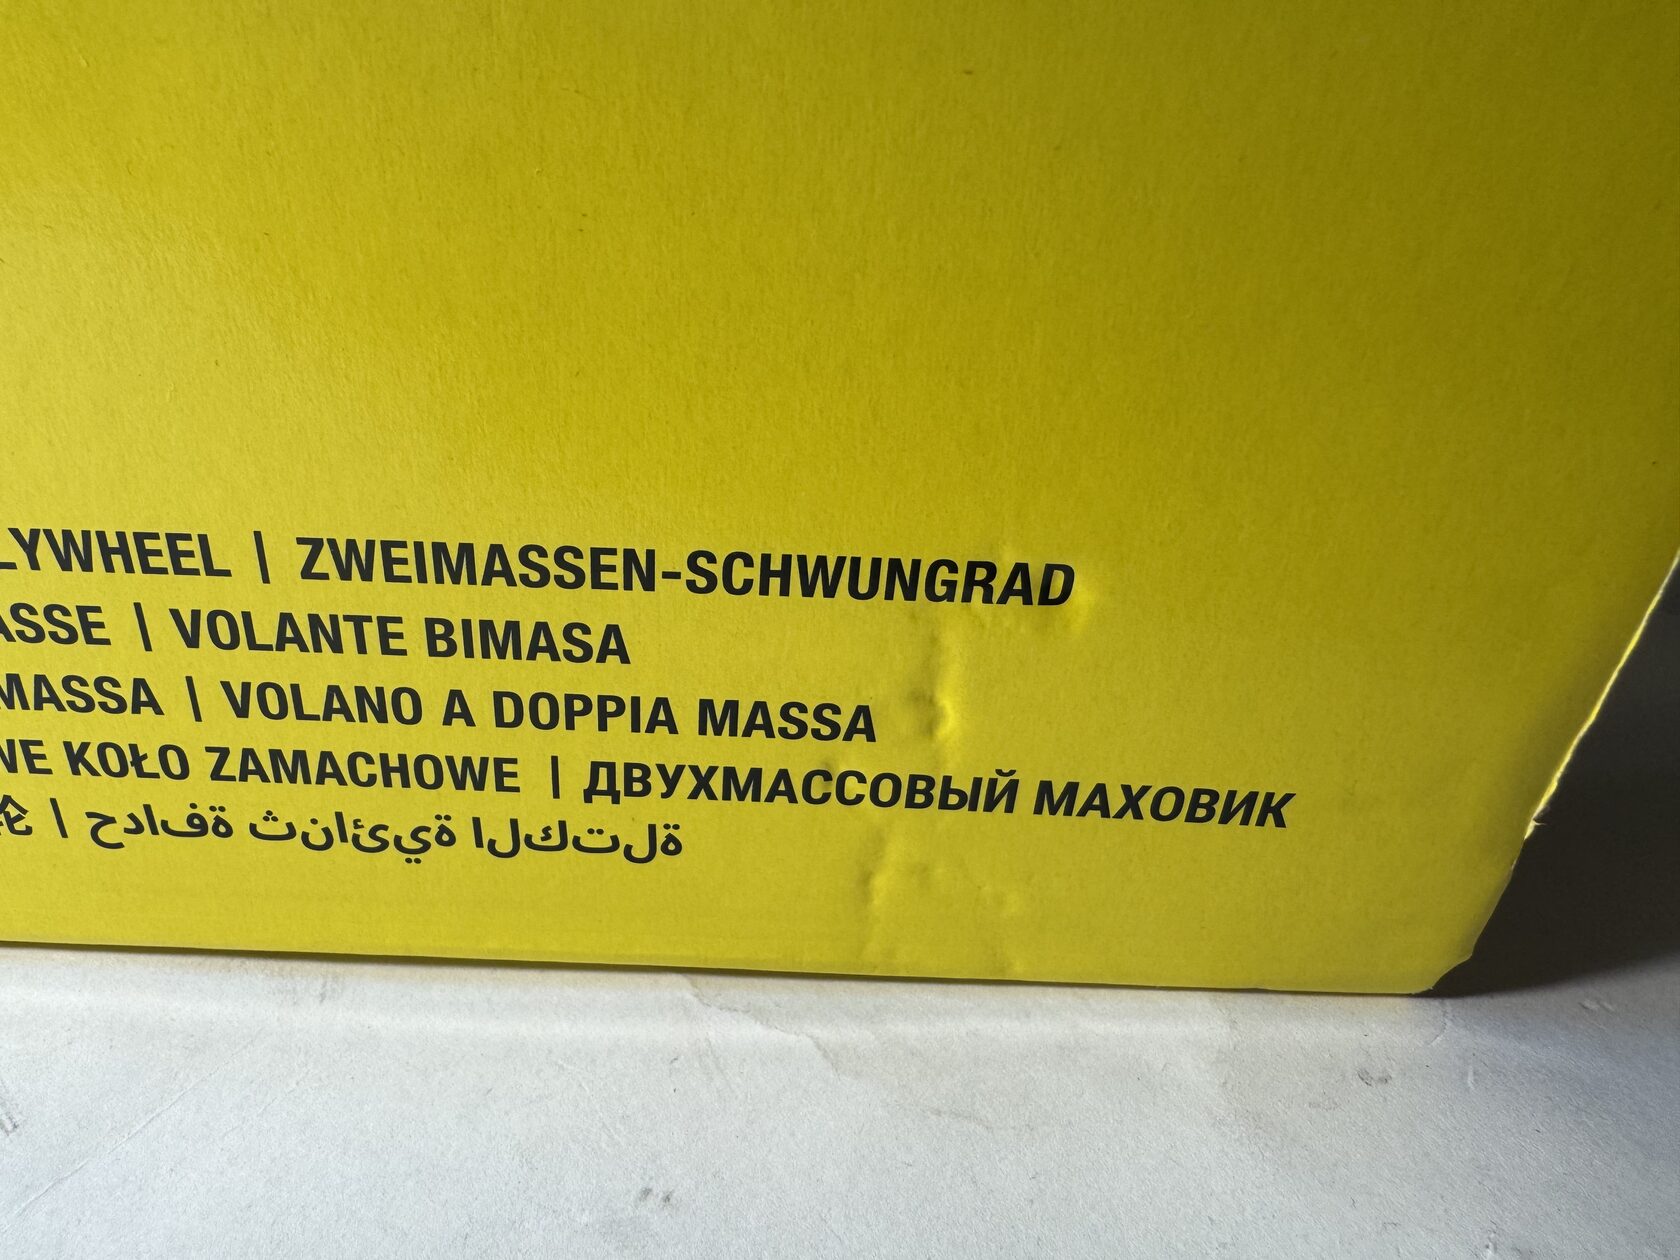 LYWHEEL | ZWEIMASSEN-SCHWUNGRAD
ASSE | VOLANTE BIMASA
MASSA | VOLANO A DOPPIA MASSA
WE KOŁO ZAMACHOWE | ДВУХМАССОВЫЙ МАХОВИК
| حدافة ثنائية الكتلة